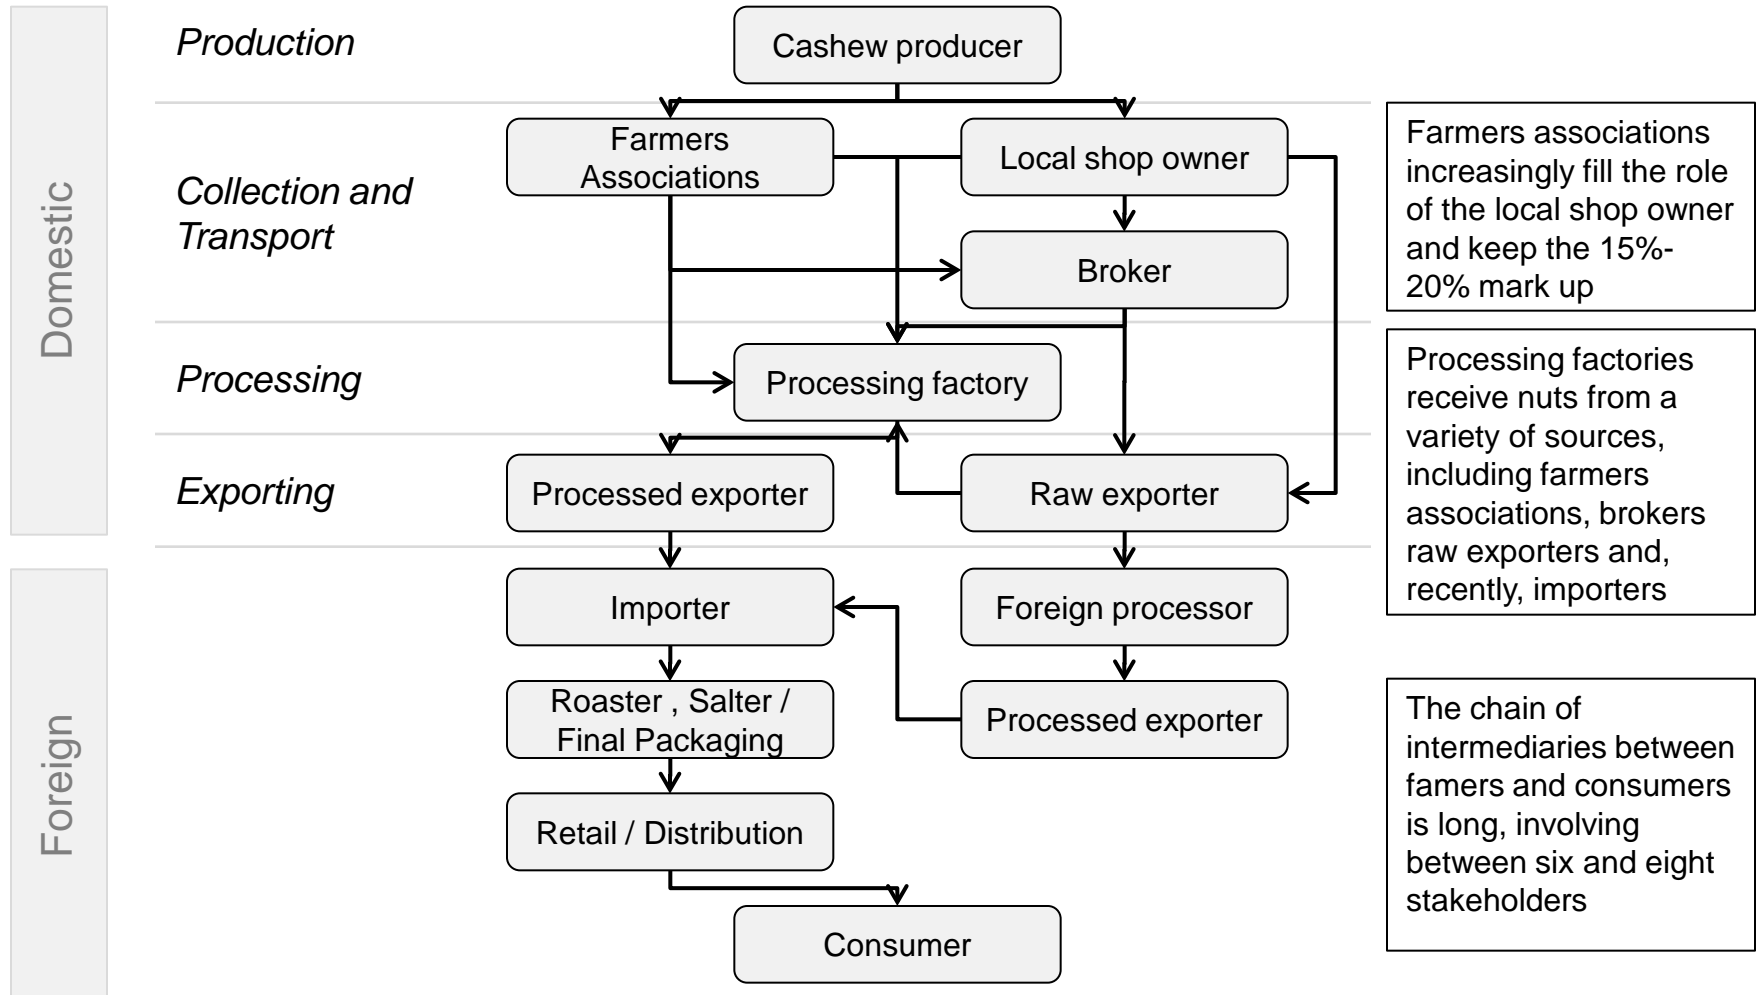 Domestic
Foreign
Production
Collection and
Transport
Processing
Exporting
Cashew producer
Farmers
Associations
Local shop owner
Broker
Processing factory
Processed exporter
Raw exporter
Importer
Foreign processor
Roaster , Salter /
Final Packaging
Processed exporter
Retail / Distribution
Consumer
Farmers associations
increasingly fill the role
of the local shop owner
and keep the 15%-
20% mark up
Processing factories
receive nuts from a
variety of sources,
including farmers
associations, brokers
raw exporters and,
recently, importers
The chain of
intermediaries between
famers and consumers
is long, involving
between six and eight
stakeholders